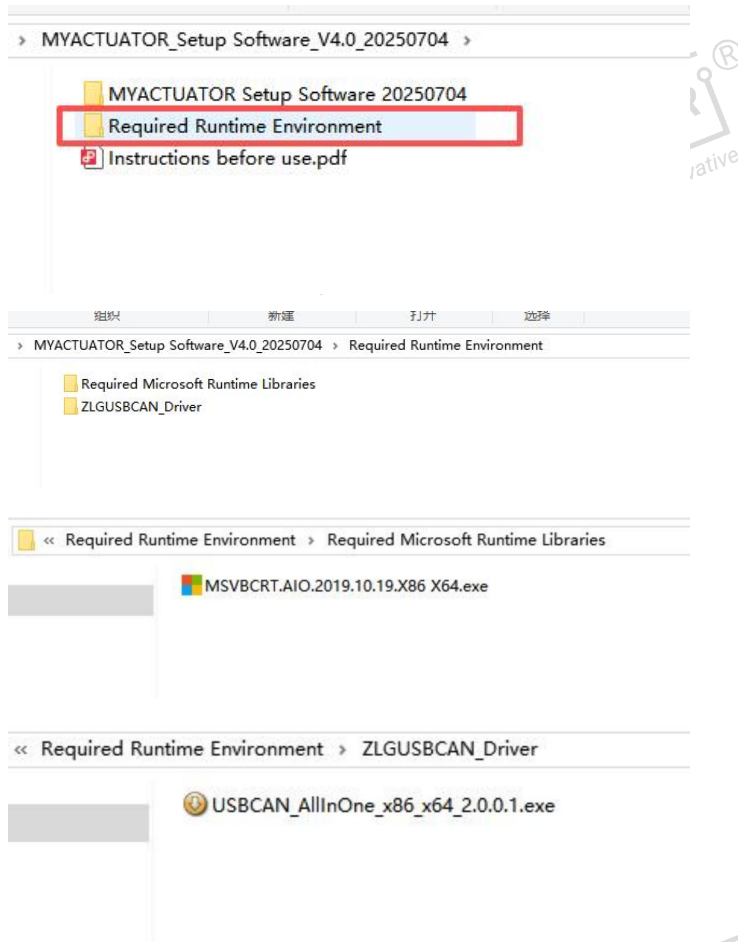 > MYACTUATOR_Setup Software_V4.0_20250704 >
MYACTUATOR Setup Software 20250704
Required Runtime Environment
Instructions before use.pdf
®
vative
组织 新建 打开 选择
> MYACTUATOR_Setup Software_V4.0_20250704 > Required Runtime Environment
Required Microsoft Runtime Libraries
ZLGUSBCAN_Driver
« Required Runtime Environment > Required Microsoft Runtime Libraries
MSVBCRT.AIO.2019.10.19.X86 X64.exe
« Required Runtime Environment > ZLGUSBCAN_Driver
USBCAN_AllInOne_x86_x64_2.0.0.1.exe